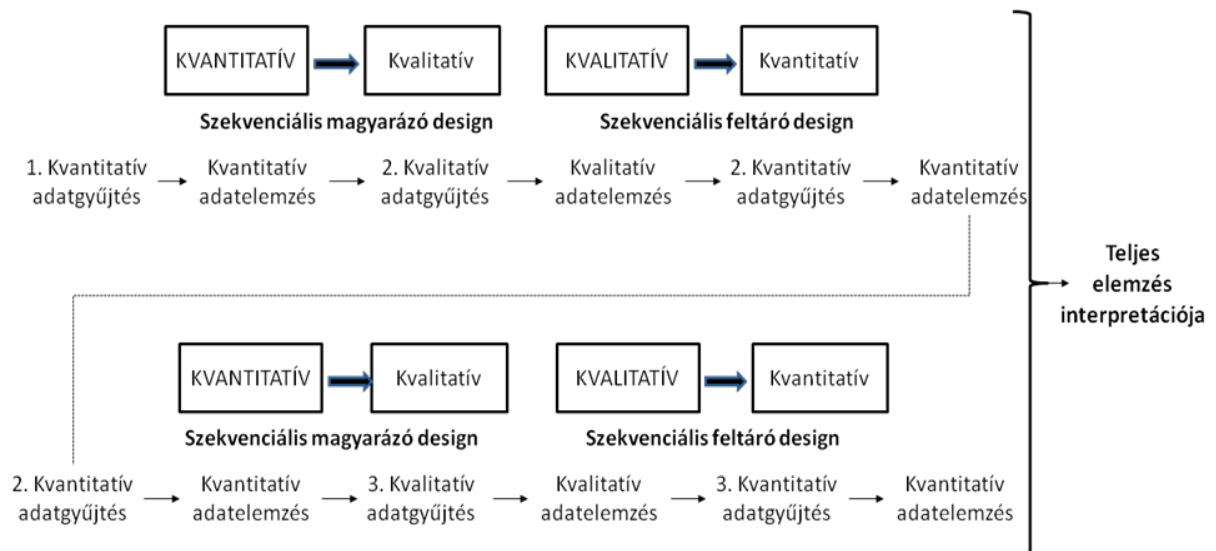 KVANTITATÍV Kvalitatív KVALITATÍV Kvantitatív
Szekvenciális magyarázó design Szekvenciális feltáró design
1. Kvantitatív Kvantitatív 2. Kvalitatív Kvalitatív 2. Kvantitatív Kvantitatív
adatgyűjtés adatelemzés adatgyűjtés adatelemzés adatgyűjtés adatelemzés
Teljes
elemzés
interpretációja
KVANTITATÍV Kvalitatív KVALITATÍV Kvantitatív
Szekvenciális magyarázó design Szekvenciális feltáró design
2. Kvantitatív Kvantitatív 3. Kvalitatív Kvalitatív 3. Kvantitatív Kvantitatív
adatgyűjtés adatelemzés adatgyűjtés adatelemzés adatgyűjtés adatelemzés